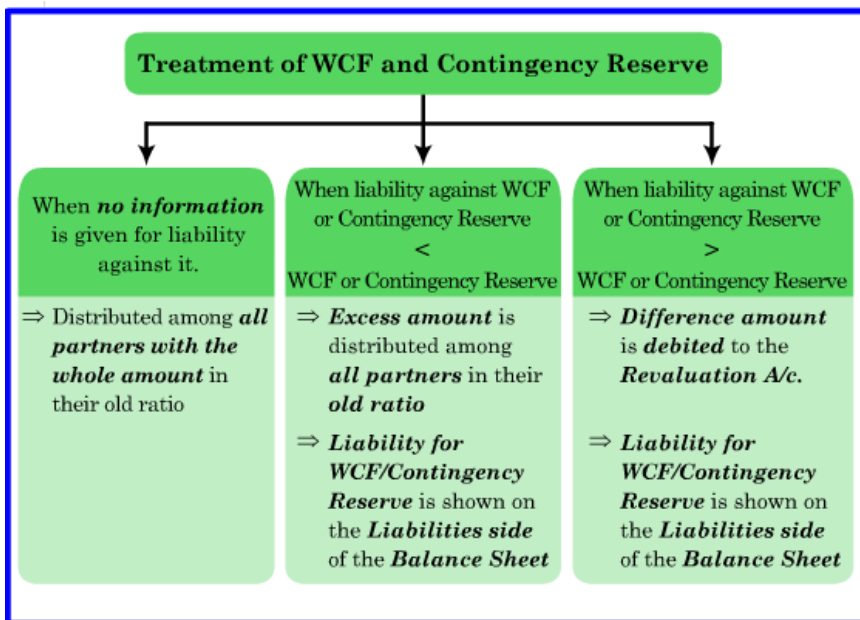 Treatment of WCF and Contingency Reserve
When no information
is given for liability
against it.
⇒ Distributed among all
partners with the
whole amount in
their old ratio
When liability against WCF
or Contingency Reserve
<
WCF or Contingency Reserve
⇒ Excess amount is
distributed among
all partners in their
old ratio
⇒ Liability for
WCF/Contingency
Reserve is shown on
the Liabilities side
of the Balance Sheet
When liability against WCF
or Contingency Reserve
>
WCF or Contingency Reserve
⇒ Difference amount
is debited to the
Revaluation A/c.
⇒ Liability for
WCF/Contingency
Reserve is shown on
the Liabilities side
of the Balance Sheet